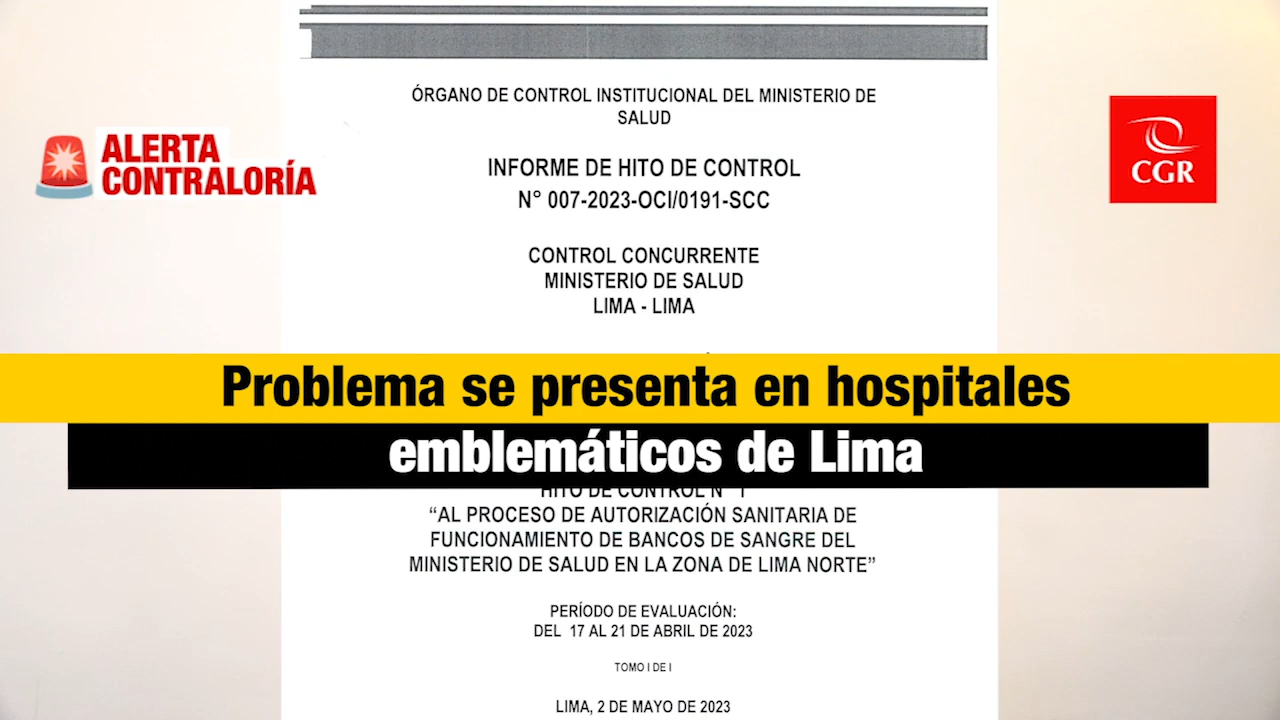 ÓRGANO DE CONTROL INSTITUCIONAL DEL MINISTERIO DE
SALUD
ALERTA
CONTRALORÍA
CGR
INFORME DE HITO DE CONTROL
N° 007-2023-OCI/0191-SCC
CONTROL CONCURRENTE
MINISTERIO DE SALUD
LIMA - LIMA
Problema se presenta en hospitales
emblemáticos de Lima
HITO DE CONTROL N° 1
“AL PROCESO DE AUTORIZACIÓN SANITARIA DE
FUNCIONAMIENTO DE BANCOS DE SANGRE DEL
MINISTERIO DE SALUD EN LA ZONA DE LIMA NORTE”
PERÍODO DE EVALUACIÓN:
DEL 17 AL 21 DE ABRIL DE 2023
TOMO I DE I
LIMA, 2 DE MAYO DE 2023